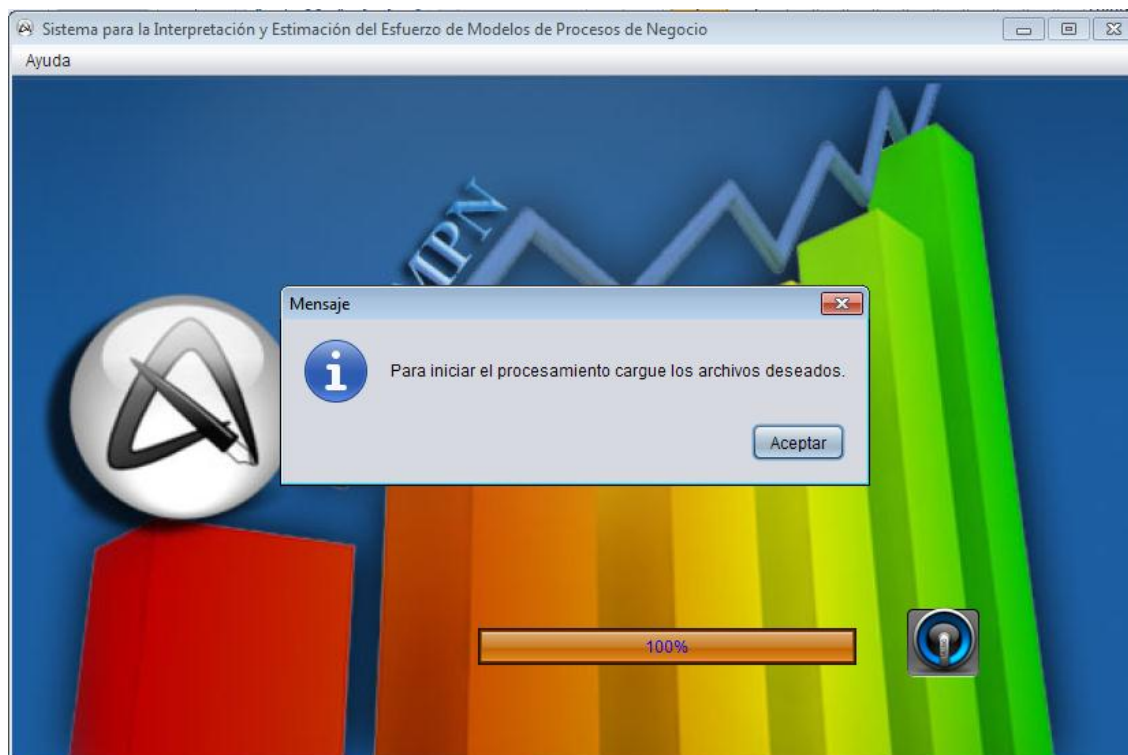 Sistema para la Interpretación y Estimación del Esfuerzo de Modelos de Procesos de Negocio
Ayuda
Mensaje
Para iniciar el procesamiento cargue los archivos deseados.
Aceptar
100%